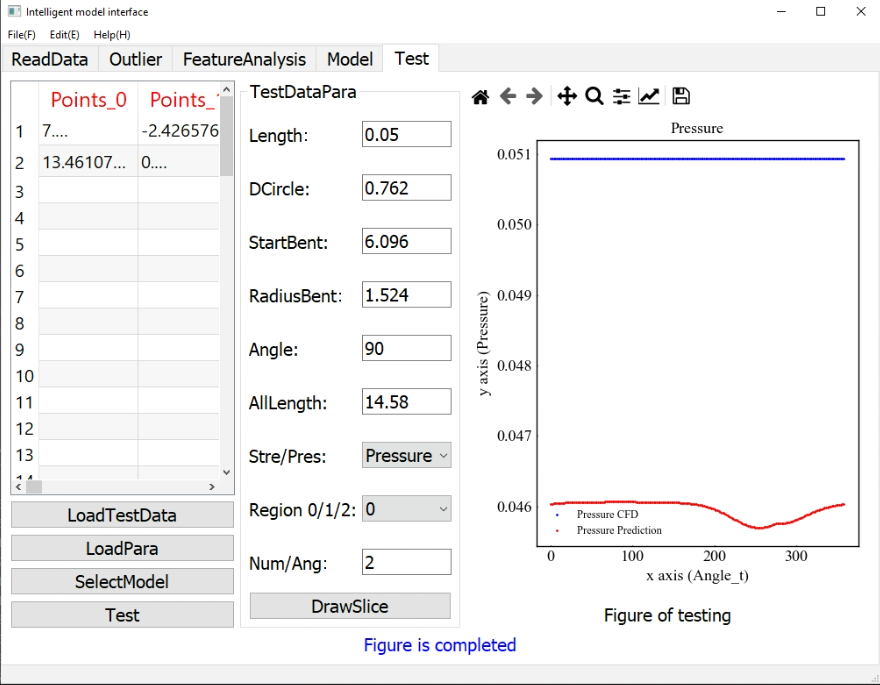 Intelligent model interface
File(F) Edit(E) Help(H)
ReadData Outlier FeatureAnalysis Model Test
Points_0 Points_
1 7.... -2.426576
2 13.46107... 0....
3
4
5
6
7
8
9
10
11
12
13
14
LoadTestData
LoadPara
SelectModel
Test
TestDataPara
Length: 0.05
DCircle: 0.762
StartBent: 6.096
RadiusBent: 1.524
Angle: 90
AllLength: 14.58
Stre/Pres: Pressure
Region 0/1/2: 0
Num/Ang: 2
DrawSlice
Pressure
y axis (Pressure)
0.051
0.050
0.049
0.048
0.047
0.046
Pressure CFD
Pressure Prediction
0 100 200 300
x axis (Angle_t)
Figure of testing
Figure is completed